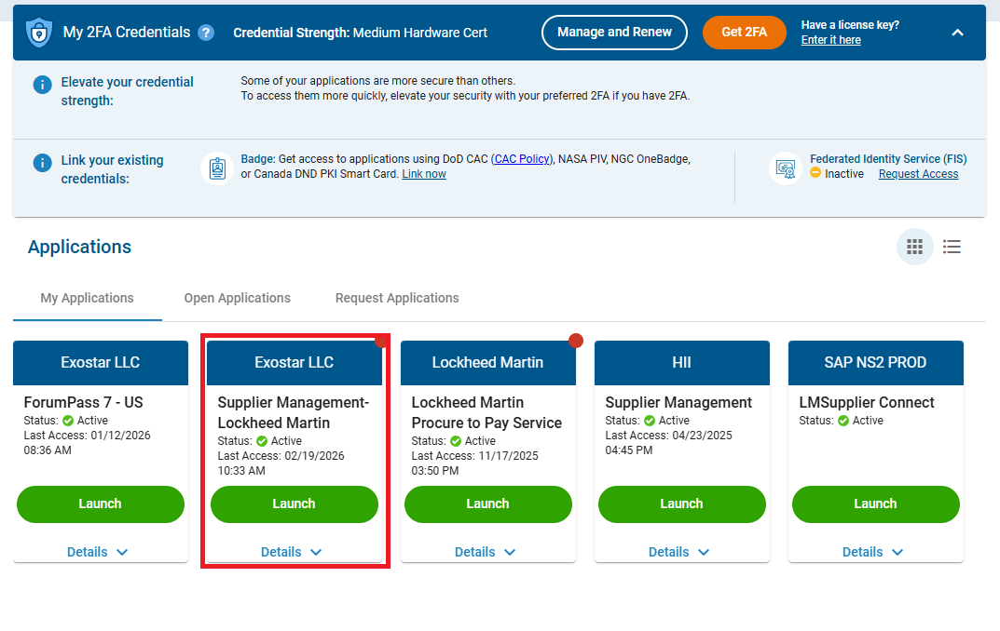 My 2FA Credentials ? Credential Strength: Medium Hardware Cert Manage and Renew Get 2FA Have a license key?
Enter it here
Elevate your credential strength:
Some of your applications are more secure than others.
To access them more quickly, elevate your security with your preferred 2FA if you have 2FA.
Link your existing credentials:
Badge: Get access to applications using DoD CAC (CAC Policy), NASA PIV, NGC OneBadge,
or Canada DND PKI Smart Card. Link now
Federated Identity Service (FIS)
Inactive Request Access
Applications
My Applications Open Applications Request Applications
Exostar LLC
ForumPass 7 - US
Status: Active
Last Access: 01/12/2026
08:36 AM
Launch
Details
Exostar LLC
Supplier Management-
Lockheed Martin
Status: Active
Last Access: 02/19/2026
10:33 AM
Launch
Details
Lockheed Martin
Lockheed Martin
Procure to Pay Service
Status: Active
Last Access: 11/17/2025
03:50 PM
Launch
Details
HII
Supplier Management
Status: Active
Last Access: 04/23/2025
04:45 PM
Launch
Details
SAP NS2 PROD
LMSupplier Connect
Status: Active
Launch
Details